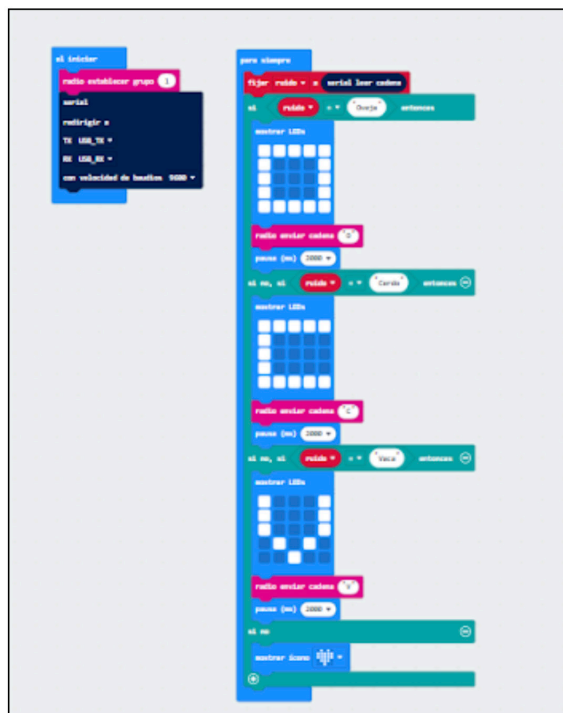 al iniciar
radio establecer grupo 1
serial
redirigir a
TX USB_TX
RX USB_RX
con velocidad de baudios 9600
para siempre
fijar ruido a serial leer cadena
si ruido = "Oveja" entonces
mostrar LEDs
radio enviar cadena "O"
pausa (ms) 2000
si no, si ruido = "Cerdo" entonces
mostrar LEDs
radio enviar cadena "C"
pausa (ms) 2000
si no, si ruido = "Vaca" entonces
mostrar LEDs
radio enviar cadena "V"
pausa (ms) 2000
si no
mostrar ícono